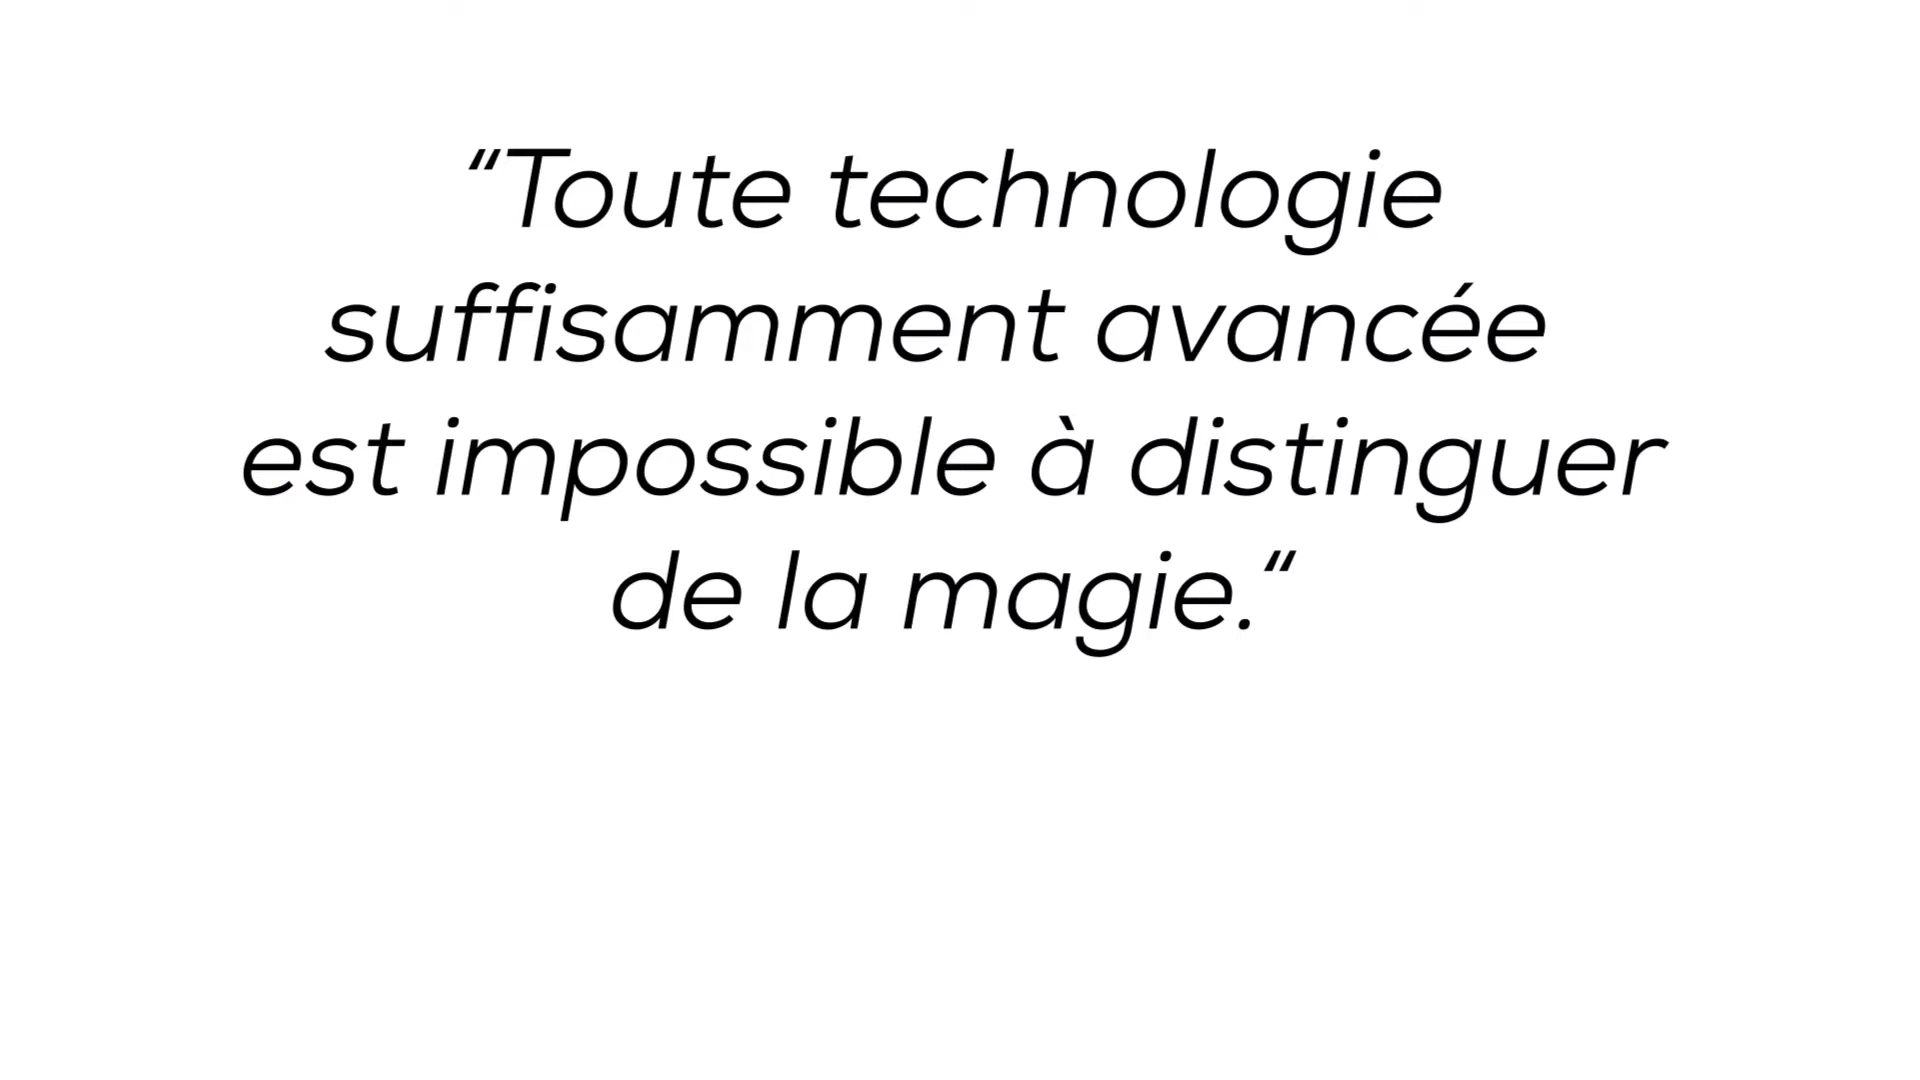 “Toute technologie
suffisamment avancée
est impossible à distinguer
de la magie.“